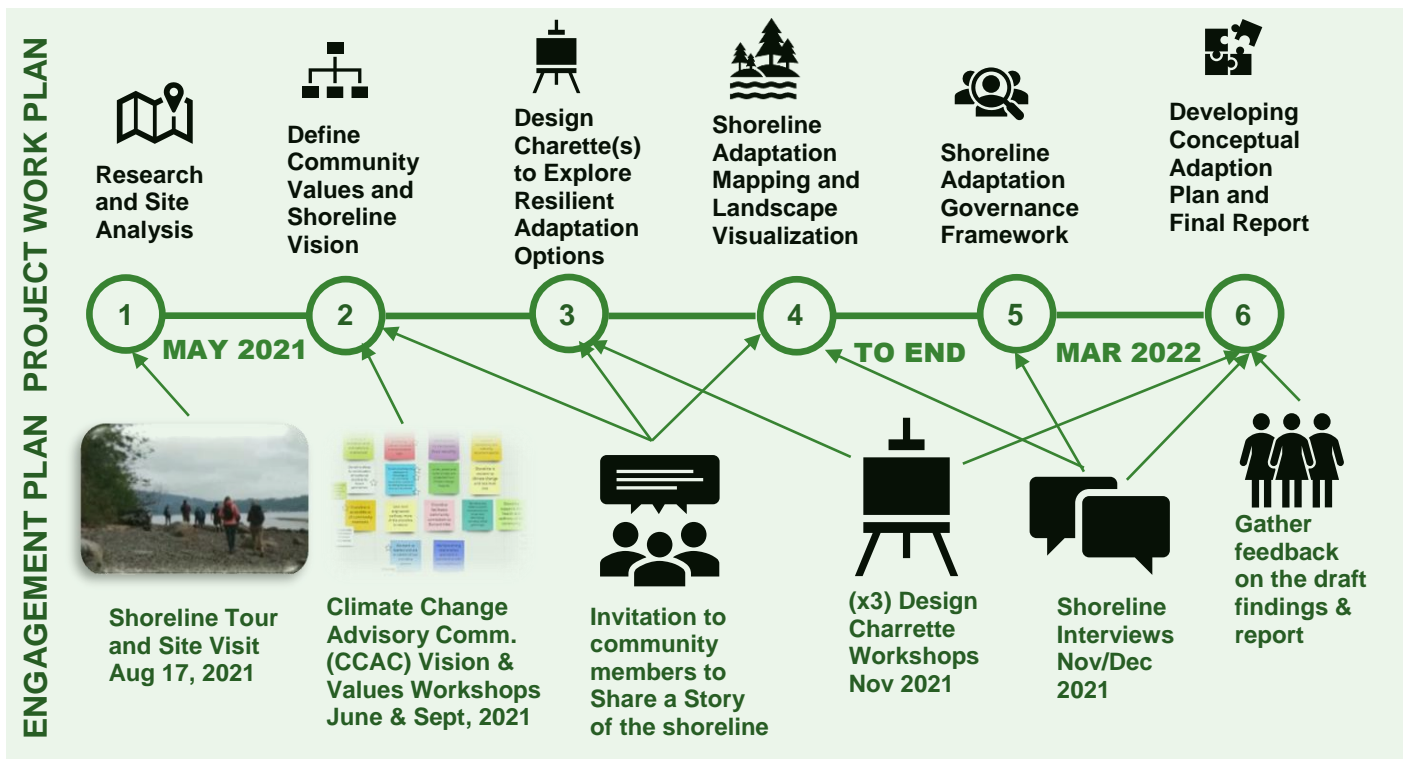 PROJECT WORK PLAN
Research
and Site
Analysis
Define
Community
Values and
Shoreline
Vision
Design
Charette(s)
to Explore
Resilient
Adaptation
Options
Shoreline
Adaptation
Mapping and
Landscape
Visualization
Shoreline
Adaptation
Governance
Framework
Developing
Conceptual
Adaption
Plan and
Final Report
1
2
3
4
5
6
MAY 2021
TO END
MAR 2022
ENGAGEMENT PLAN
Shoreline Tour
and Site Visit
Aug 17, 2021
Climate Change
Advisory Comm.
(CCAC) Vision &
Values Workshops
June & Sept, 2021
Invitation to
community
members to
Share a Story
of the shoreline
(x3) Design
Charrette
Workshops
Nov 2021
Shoreline
Interviews
Nov/Dec
2021
Gather
feedback
on the draft
findings &
report